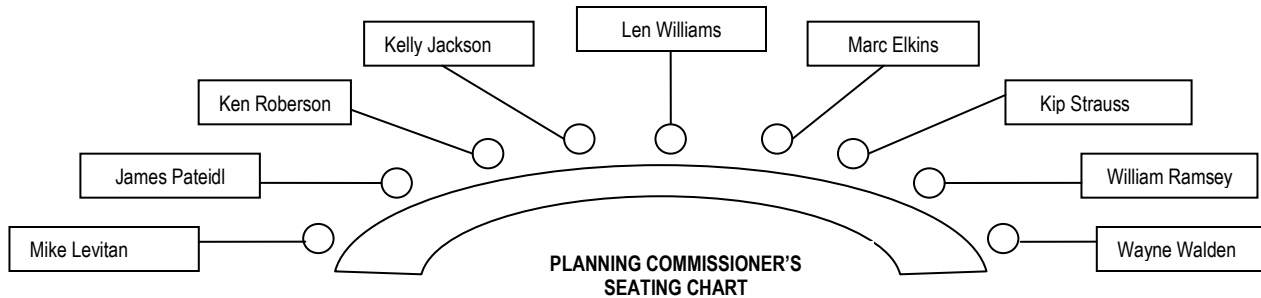 Len Williams
Kelly Jackson
Marc Elkins
Ken Roberson
Kip Strauss
James Pateidl
William Ramsey
Mike Levitan
Wayne Walden
PLANNING COMMISSIONER'S
SEATING CHART